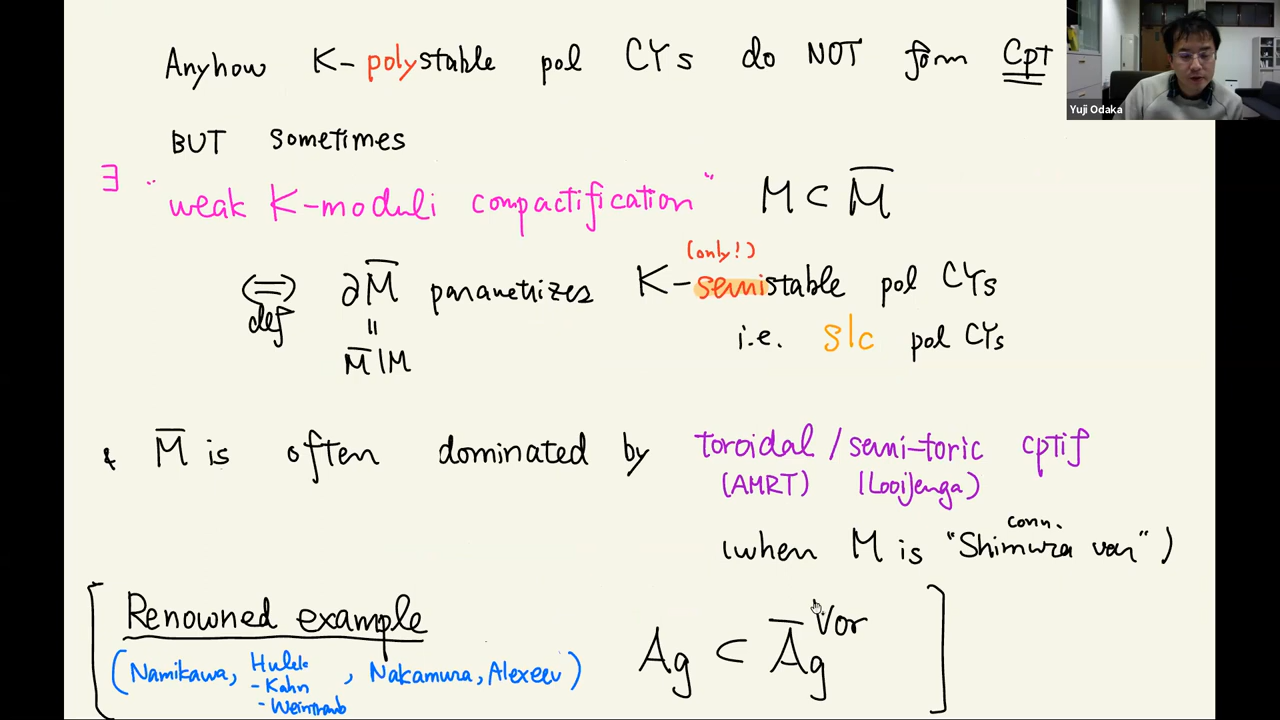 Anyhow K-polystable pol CYs do NOT form Cpt
Yuji Odaka
BUT sometimes
∃ "weak K-moduli compactification" M ⊂ M̅
(only!)
⟺ ∂M̅ parametrizes K-semistable pol CYs
def
||
i.e. slc pol CYs
M̅ \ M
& M̅ is often dominated by toroidal / semi-toric cptif
(AMRT) (Looijenga)
conn.
(when M is "Shimura var")
Renowned example
Ag ⊂ A̅g Vor
(Namikawa, Hulek - Kahn - Weintraub, Nakamura, Alexeev)